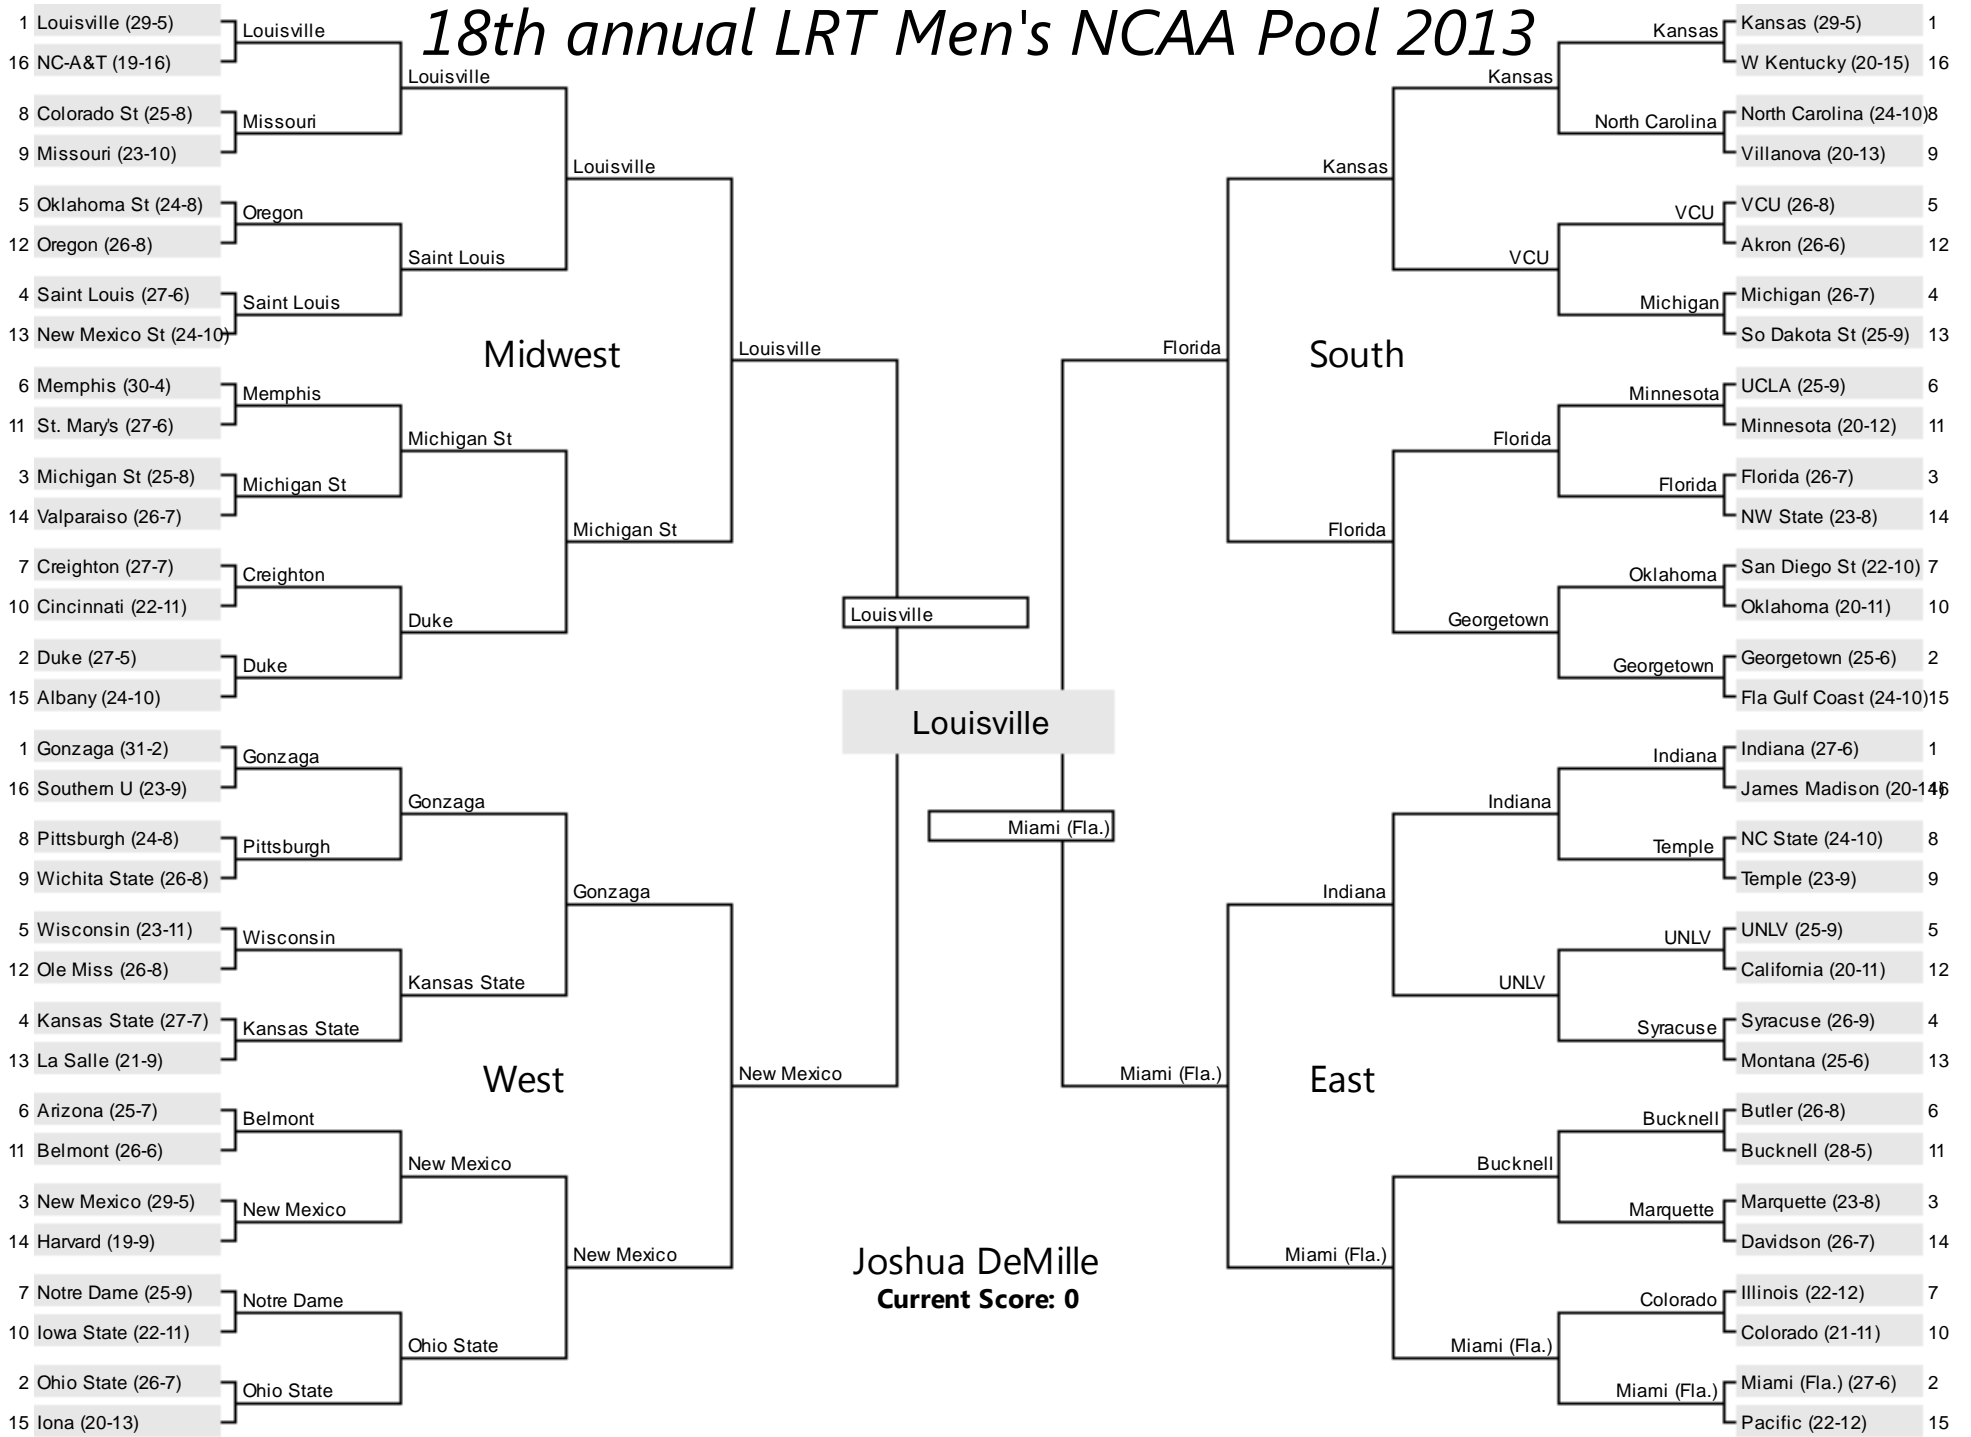 18th annual LRT Men's NCAA Pool 2013
1 Louisville (29-5)
16 NC-A&T (19-16)
8 Colorado St (25-8)
9 Missouri (23-10)
5 Oklahoma St (24-8)
12 Oregon (26-8)
4 Saint Louis (27-6)
13 New Mexico St (24-10)
6 Memphis (30-4)
11 St. Mary's (27-6)
3 Michigan St (25-8)
14 Valparaiso (26-7)
7 Creighton (27-7)
10 Cincinnati (22-11)
2 Duke (27-5)
15 Albany (24-10)
Louisville
Missouri
Oregon
Saint Louis
Memphis
Michigan St
Creighton
Duke
Louisville
Saint Louis
Michigan St
Duke
Louisville
Michigan St
Midwest
Louisville
1 Gonzaga (31-2)
16 Southern U (23-9)
8 Pittsburgh (24-8)
9 Wichita State (26-8)
5 Wisconsin (23-11)
12 Ole Miss (26-8)
4 Kansas State (27-7)
13 La Salle (21-9)
6 Arizona (25-7)
11 Belmont (26-6)
3 New Mexico (29-5)
14 Harvard (19-9)
7 Notre Dame (25-9)
10 Iowa State (22-11)
2 Ohio State (26-7)
15 Iona (20-13)
Gonzaga
Pittsburgh
Wisconsin
Kansas State
Belmont
New Mexico
Notre Dame
Ohio State
Gonzaga
Kansas State
New Mexico
Ohio State
Gonzaga
New Mexico
West
New Mexico
Louisville
Louisville
Miami (Fla.)
Joshua DeMille
Current Score: 0
Kansas (29-5) 1
W Kentucky (20-15) 16
North Carolina (24-10) 8
Villanova (20-13) 9
VCU (26-8) 5
Akron (26-6) 12
Michigan (26-7) 4
So Dakota St (25-9) 13
UCLA (25-9) 6
Minnesota (20-12) 11
Florida (26-7) 3
NW State (23-8) 14
San Diego St (22-10) 7
Oklahoma (20-11) 10
Georgetown (25-6) 2
Fla Gulf Coast (24-10) 15
Kansas
North Carolina
VCU
Michigan
Minnesota
Florida
Oklahoma
Georgetown
Kansas
VCU
Florida
Georgetown
Kansas
Florida
South
Florida
Indiana (27-6) 1
James Madison (20-14) 16
NC State (24-10) 8
Temple (23-9) 9
UNLV (25-9) 5
California (20-11) 12
Syracuse (26-9) 4
Montana (25-6) 13
Butler (26-8) 6
Bucknell (28-5) 11
Marquette (23-8) 3
Davidson (26-7) 14
Illinois (22-12) 7
Colorado (21-11) 10
Miami (Fla.) (27-6) 2
Pacific (22-12) 15
Indiana
Temple
UNLV
Syracuse
Bucknell
Marquette
Colorado
Miami (Fla.)
Indiana
UNLV
Bucknell
Miami (Fla.)
Indiana
Miami (Fla.)
East
Miami (Fla.)